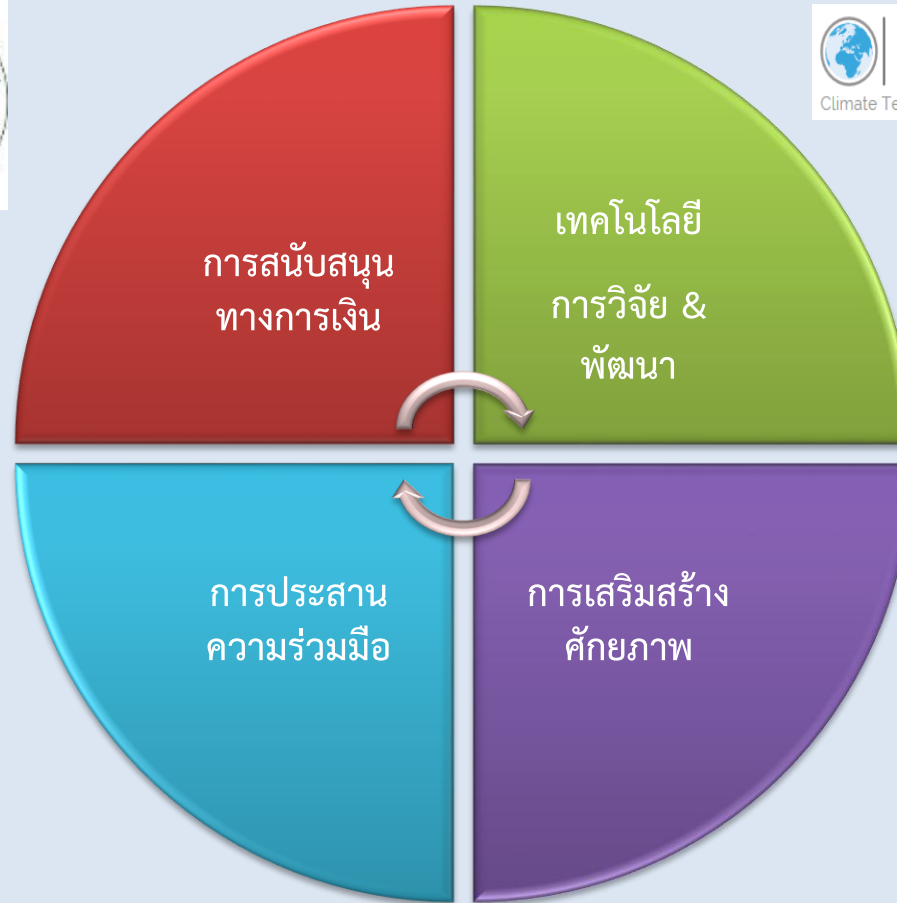 การสนับสนุน
ทางการเงิน
เทคโนโลยี
การวิจัย &
พัฒนา
การประสาน
ความร่วมมือ
การเสริมสร้าง
ศักยภาพ
Climate